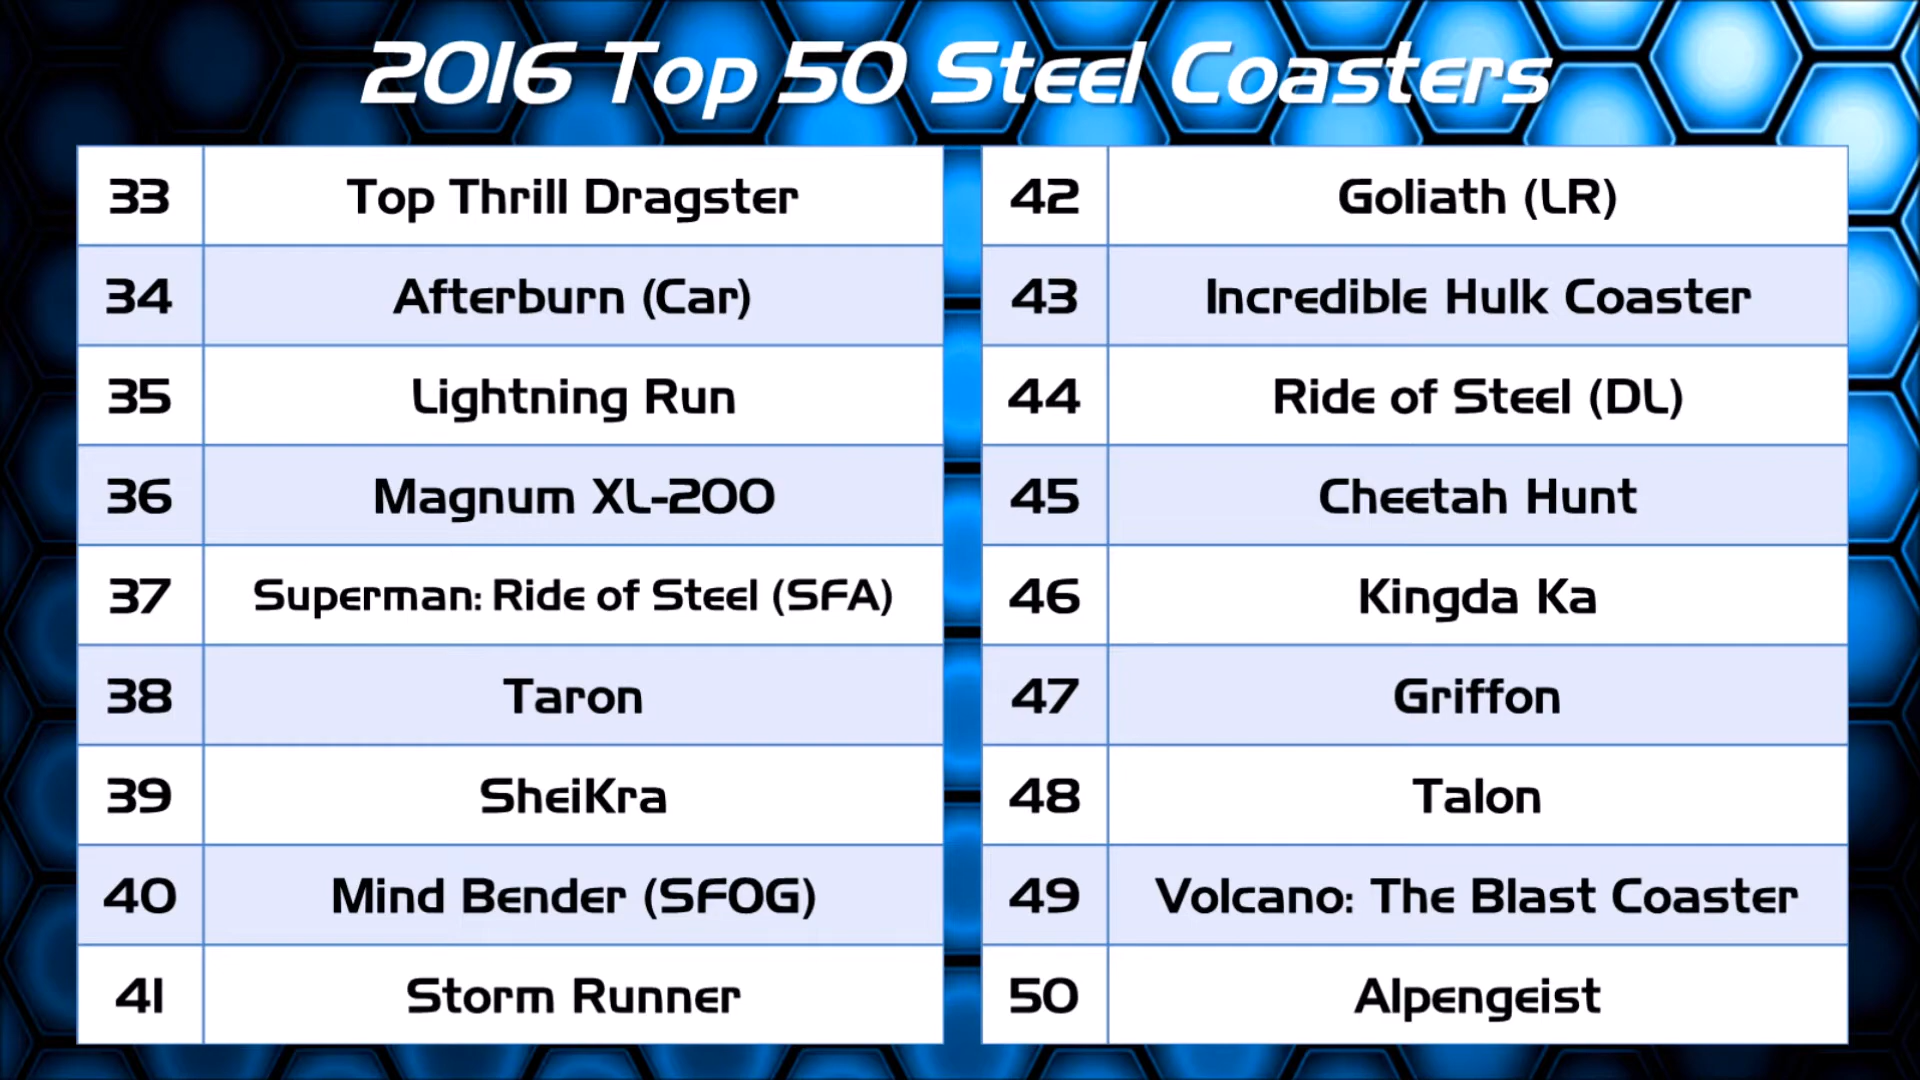 2016 Top 50 Steel Coasters
33 Top Thrill Dragster
34 Afterburn (Car)
35 Lightning Run
36 Magnum XL-200
37 Superman: Ride of Steel (SFA)
38 Taron
39 SheiKra
40 Mind Bender (SFOG)
41 Storm Runner
42 Goliath (LR)
43 Incredible Hulk Coaster
44 Ride of Steel (DL)
45 Cheetah Hunt
46 Kingda Ka
47 Griffon
48 Talon
49 Volcano: The Blast Coaster
50 Alpengeist